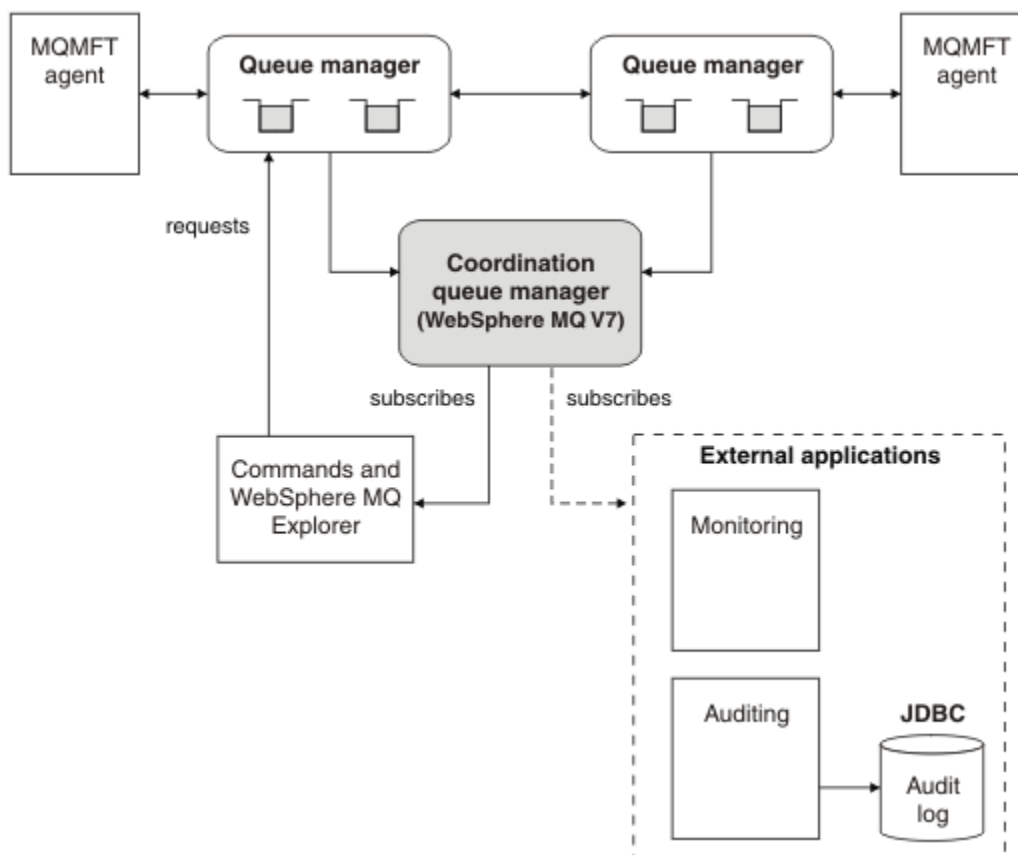 MQMFT
agent
Queue manager
Queue manager
MQMFT
agent
requests
Coordination
queue manager
(WebSphere MQ V7)
subscribes
subscribes
Commands and
WebSphere MQ
Explorer
External applications
Monitoring
Auditing
JDBC
Audit
log